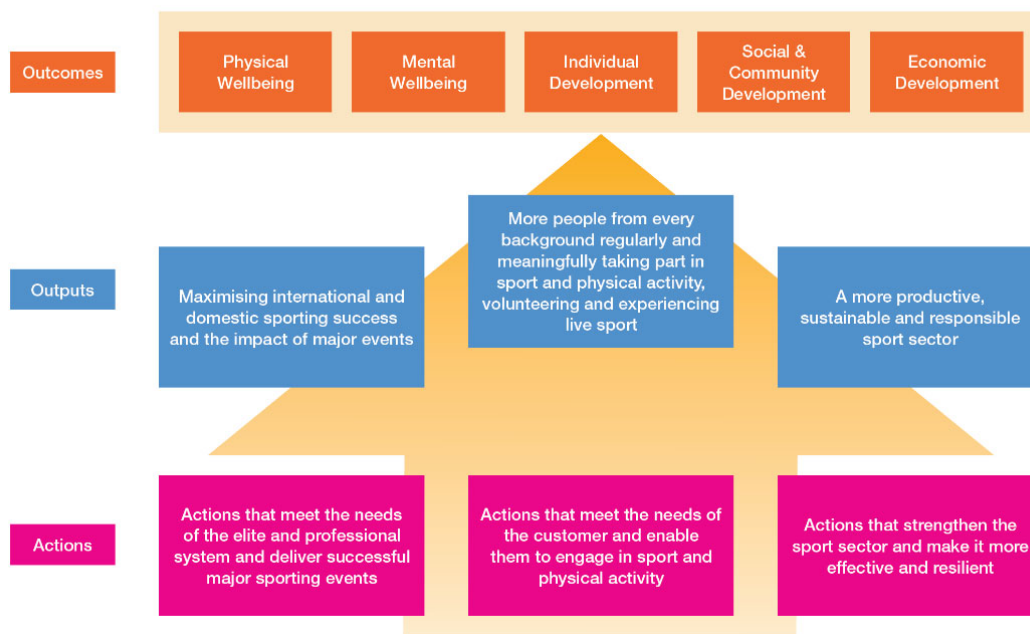 Outcomes
Physical
Wellbeing
Mental
Wellbeing
Individual
Development
Social &
Community
Development
Economic
Development
Outputs
Maximising international and
domestic sporting success
and the impact of major events
More people from every
background regularly and
meaningfully taking part in
sport and physical activity,
volunteering and experiencing
live sport
A more productive,
sustainable and responsible
sport sector
Actions
Actions that meet the needs
of the elite and professional
system and deliver successful
major sporting events
Actions that meet the needs of
the customer and enable
them to engage in sport and
physical activity
Actions that strengthen the
sport sector and make it more
effective and resilient